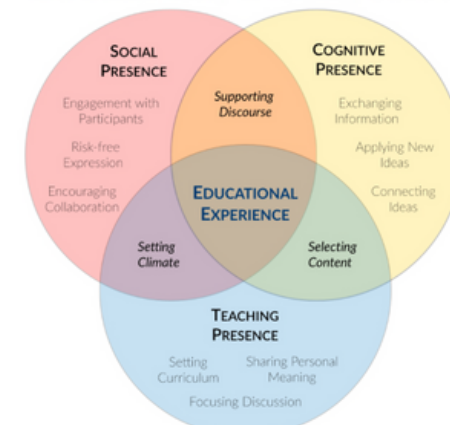 SOCIAL
PRESENCE
Engagement with
Participants
Risk-free
Expression
Encouraging
Collaboration
Supporting
Discourse
COGNITIVE
PRESENCE
Exchanging
Information
Applying New
Ideas
Connecting
Ideas
EDUCATIONAL
EXPERIENCE
Setting
Climate
Selecting
Content
TEACHING
PRESENCE
Setting
Curriculum
Sharing Personal
Meaning
Focusing Discussion